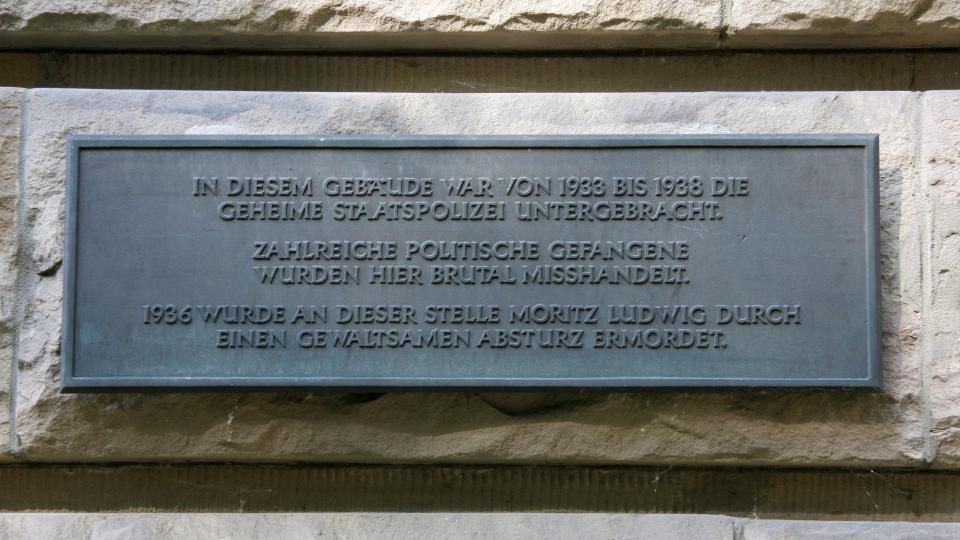 IN DIESEM GEBÄUDE WAR VON 1933 BIS 1938 DIE
GEHEIME STAATSPOLIZEI UNTERGEBRACHT.
ZAHLREICHE POLITISCHE GEFANGENE
WURDEN HIER BRUTAL MISSHANDELT.
1936 WURDE AN DIESER STELLE MORITZ LUDWIG DURCH
EINEN GEWALTSAMEN ABSTURZ ERMORDET.